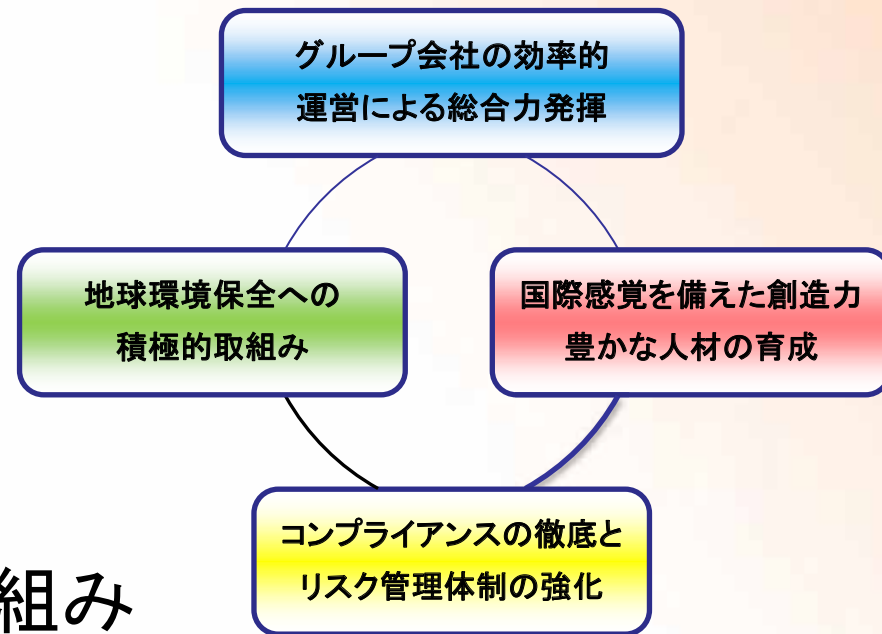 グループ会社の効率的
運営による総合力発揮
地球環境保全への
積極的取組み
国際感覚を備えた創造力
豊かな人材の育成
コンプライアンスの徹底と
リスク管理体制の強化
組み